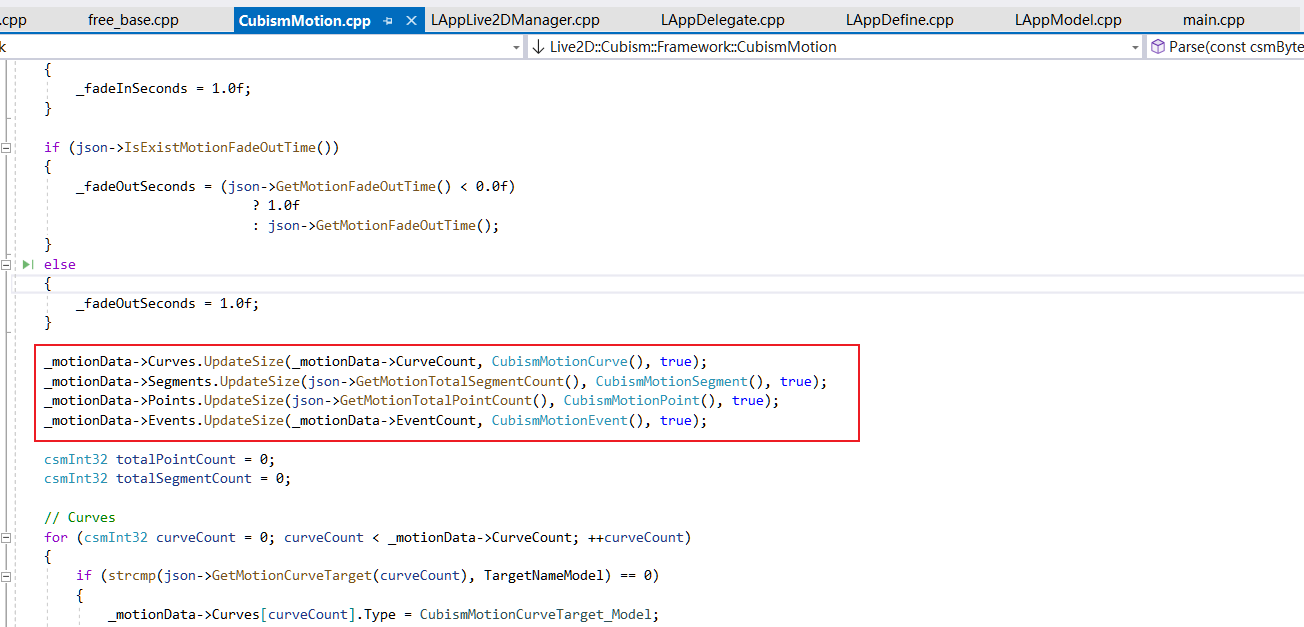 .cpp free_base.cpp CubismMotion.cpp LAppLive2DManager.cpp LAppDelegate.cpp LAppDefine.cpp LAppModel.cpp main.cpp
k Live2D::Cubism::Framework::CubismMotion Parse(const csmByte
{
_fadeInSeconds = 1.0f;
}
if (json->IsExistMotionFadeOutTime())
{
_fadeOutSeconds = (json->GetMotionFadeOutTime() < 0.0f)
? 1.0f
: json->GetMotionFadeOutTime();
}
else
{
_fadeOutSeconds = 1.0f;
}
_motionData->Curves.UpdateSize(_motionData->CurveCount, CubismMotionCurve(), true);
_motionData->Segments.UpdateSize(json->GetMotionTotalSegmentCount(), CubismMotionSegment(), true);
_motionData->Points.UpdateSize(json->GetMotionTotalPointCount(), CubismMotionPoint(), true);
_motionData->Events.UpdateSize(_motionData->EventCount, CubismMotionEvent(), true);
csmInt32 totalPointCount = 0;
csmInt32 totalSegmentCount = 0;
// Curves
for (csmInt32 curveCount = 0; curveCount < _motionData->CurveCount; ++curveCount)
{
if (strcmp(json->GetMotionCurveTarget(curveCount), TargetNameModel) == 0)
{
_motionData->Curves[curveCount].Type = CubismMotionCurveTarget_Model;